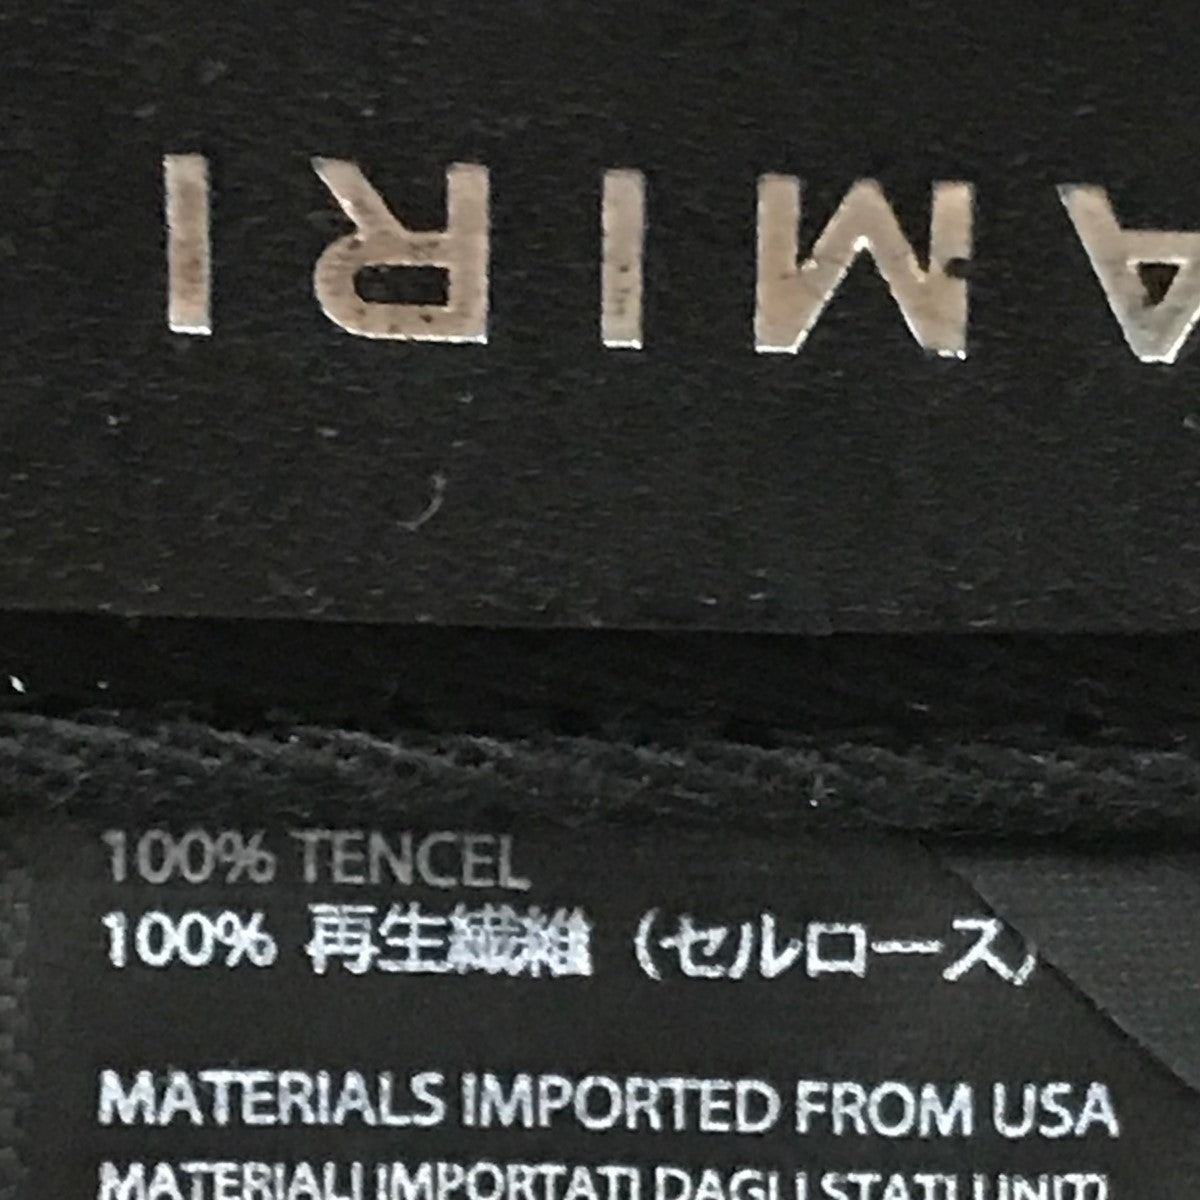 AMIRI
100% TENCEL
100% 再生繊維（セルロース）
MATERIALS IMPORTED FROM USA
MATERIALI IMPORTATI DAGLI STATI UNITI